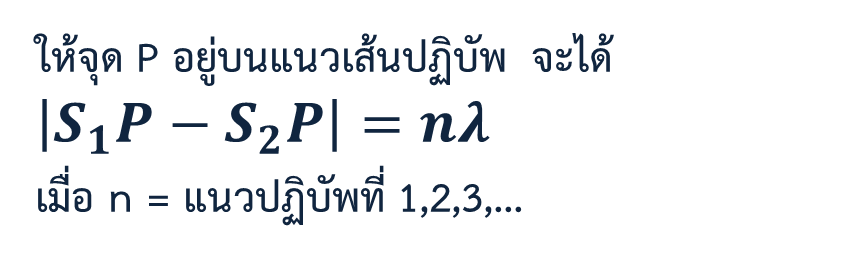 ให้จุด P อยู่บนแนวเส้นปฏิบัพ จะได้
|S₁P − S₂P| = nλ
เมื่อ n = แนวปฏิบัพที่ 1,2,3,...